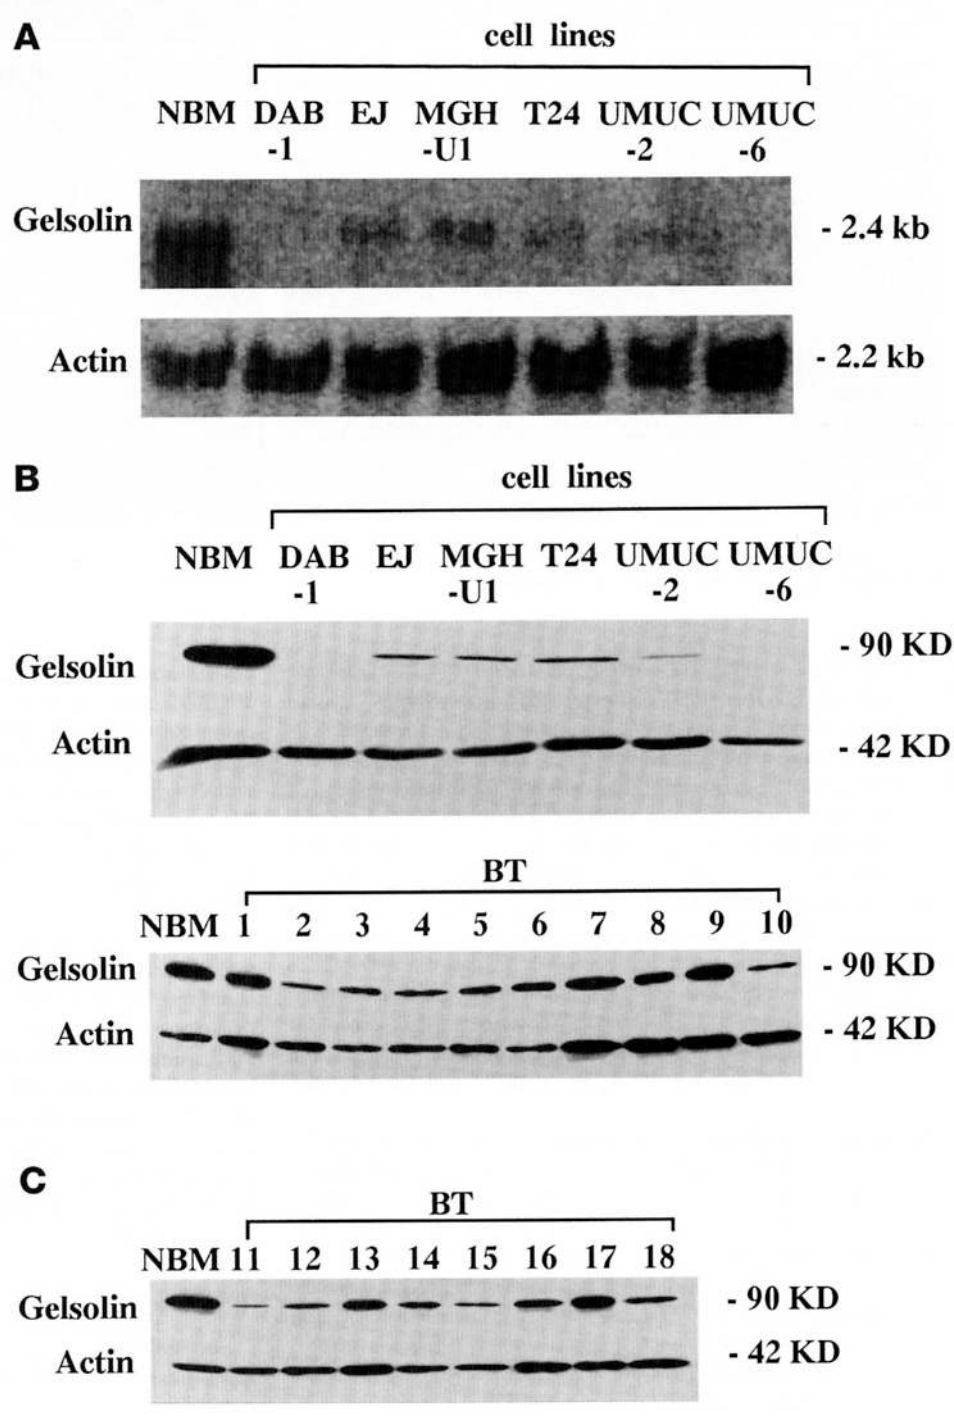 A
cell lines
NBM DAB EJ MGH T24 UMUC UMUC
-1 -U1 -2 -6
Gelsolin - 2.4 kb
Actin - 2.2 kb
B
cell lines
NBM DAB EJ MGH T24 UMUC UMUC
-1 -U1 -2 -6
Gelsolin - 90 KD
Actin - 42 KD
BT
NBM 1 2 3 4 5 6 7 8 9 10
Gelsolin - 90 KD
Actin - 42 KD
C
BT
NBM 11 12 13 14 15 16 17 18
Gelsolin - 90 KD
Actin - 42 KD